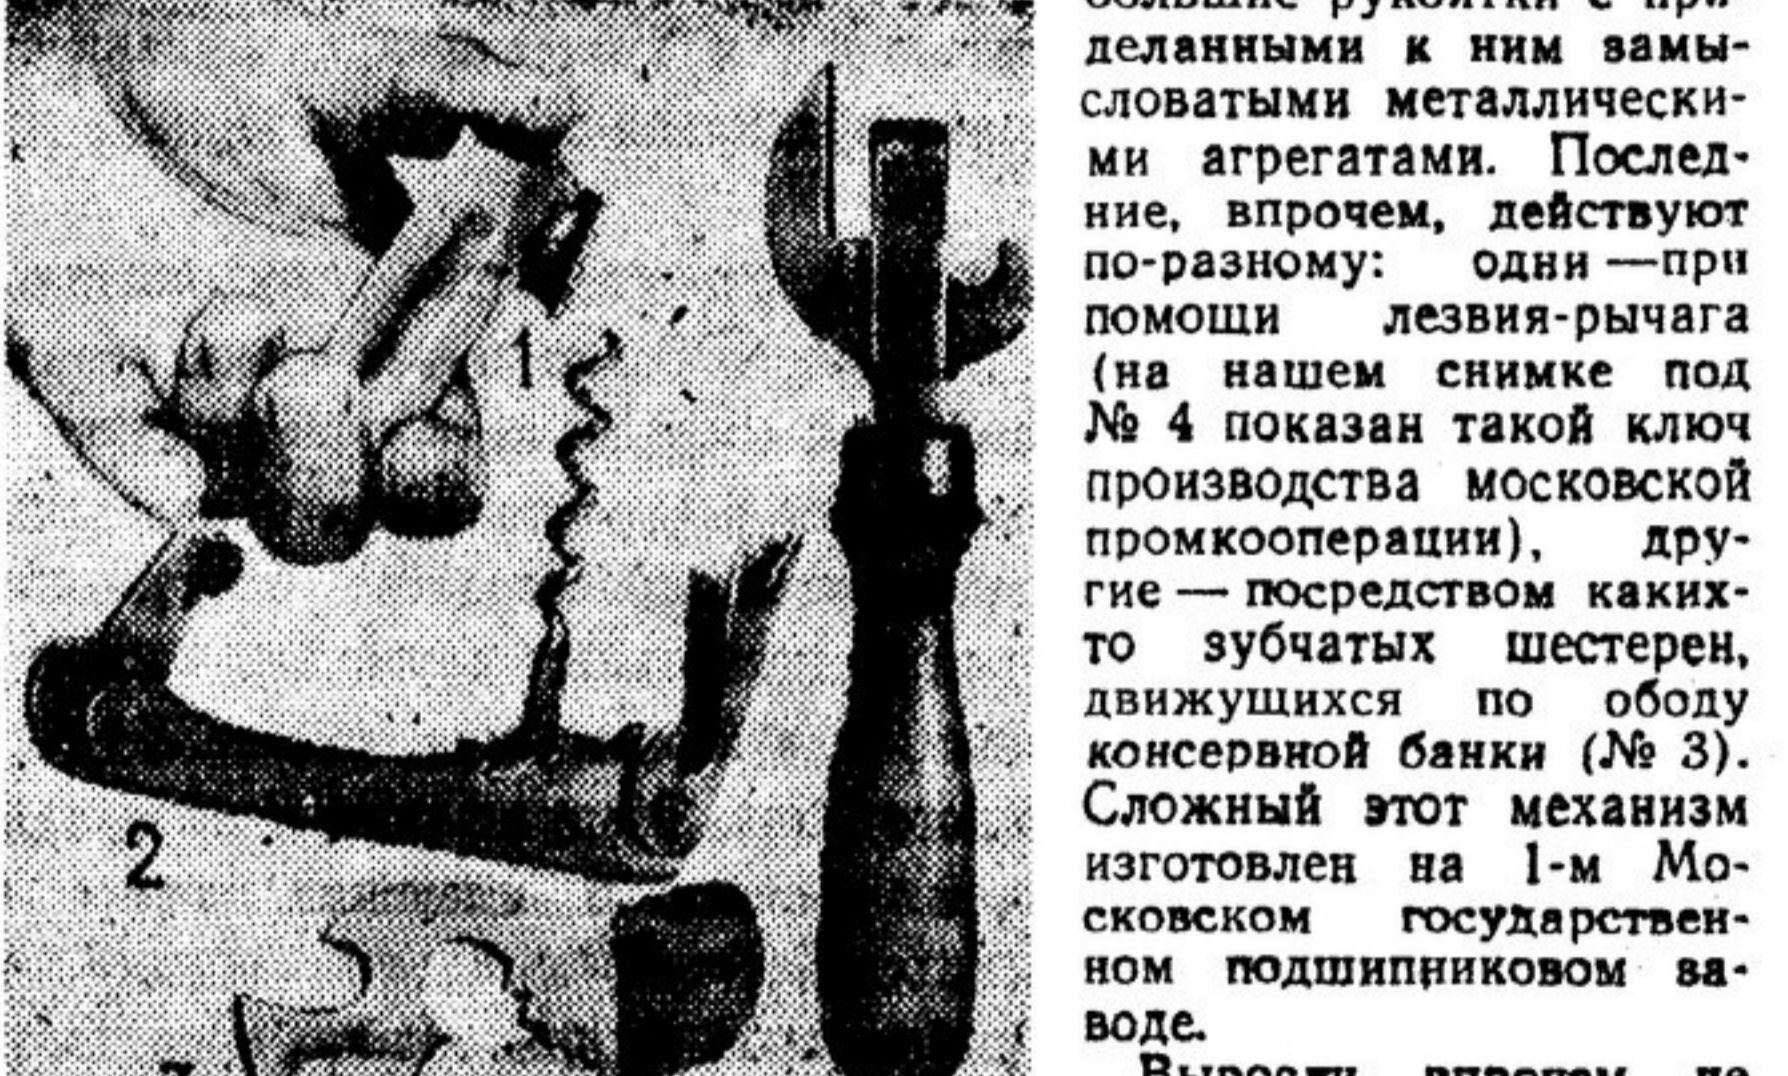 1
2
большие рукоятки с при-
деланными к ним замы-
словатыми металлически-
ми агрегатами. Послед-
ние, впрочем, действуют
по-разному: одни — при
помощи лезвия-рычага
(на нашем снимке под
№ 4 показан такой ключ
производства московской
промкооперации), дру-
гие — посредством каких-
то зубчатых шестерен,
движущихся по ободу
консервной банки (№ 3).
Сложный этот механизм
изготовлен на 1-м Мо-
сковском государствен-
ном подшипниковом за-
воде.